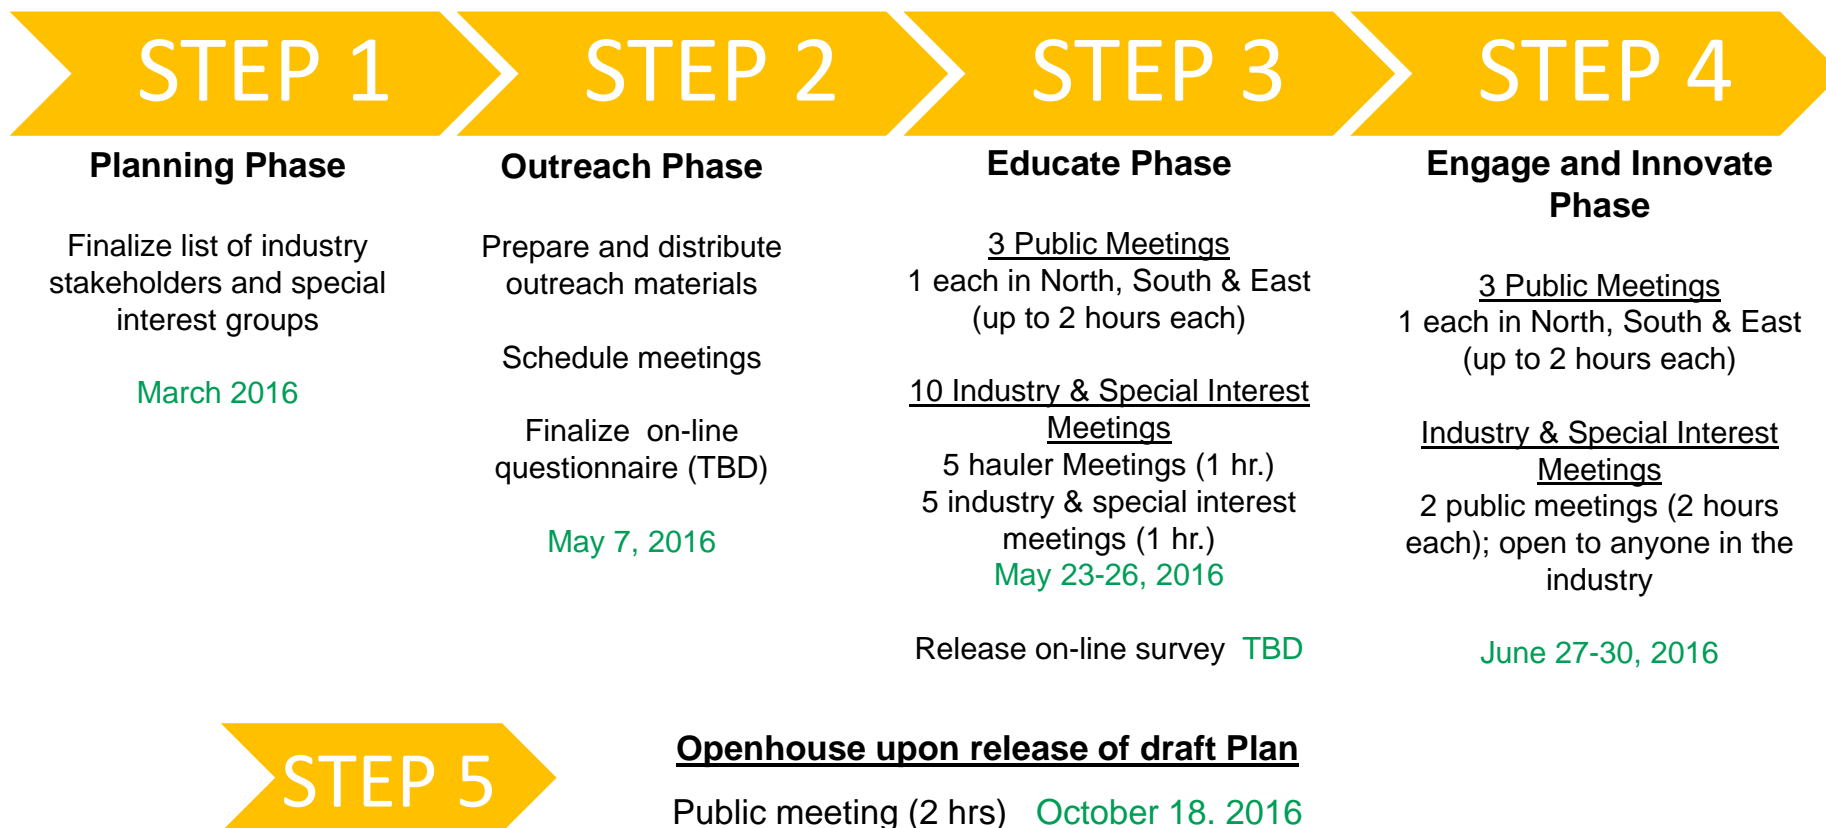 STEP 1
STEP 2
STEP 3
STEP 4
Planning Phase
Finalize list of industry
stakeholders and special
interest groups
March 2016
Outreach Phase
Prepare and distribute
outreach materials
Schedule meetings
Finalize on-line
questionnaire (TBD)
May 7, 2016
Educate Phase
3 Public Meetings
1 each in North, South & East
(up to 2 hours each)
10 Industry & Special Interest
Meetings
5 hauler Meetings (1 hr.)
5 industry & special interest
meetings (1 hr.)
May 23-26, 2016
Release on-line survey TBD
Engage and Innovate
Phase
3 Public Meetings
1 each in North, South & East
(up to 2 hours each)
Industry & Special Interest
Meetings
2 public meetings (2 hours
each); open to anyone in the
industry
June 27-30, 2016
STEP 5
Openhouse upon release of draft Plan
Public meeting (2 hrs) October 18. 2016